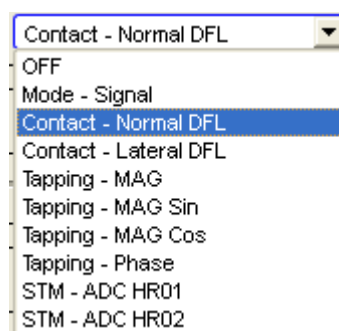 Contact - Normal DFL
OFF
Mode - Signal
Contact - Normal DFL
Contact - Lateral DFL
Tapping - MAG
Tapping - MAG Sin
Tapping - MAG Cos
Tapping - Phase
STM - ADC HR01
STM - ADC HR02